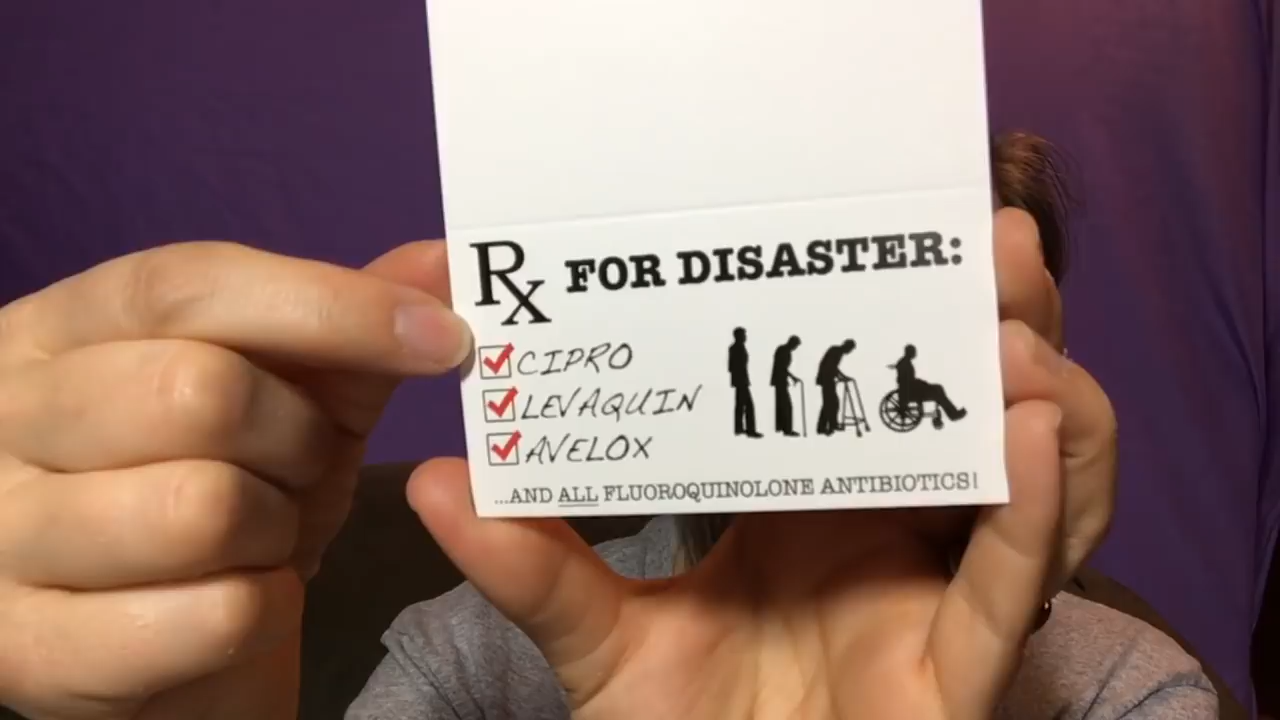 Rx FOR DISASTER:
CIPRO
LEVAQUIN
AVELOX
...AND ALL FLUOROQUINOLONE ANTIBIOTICS!